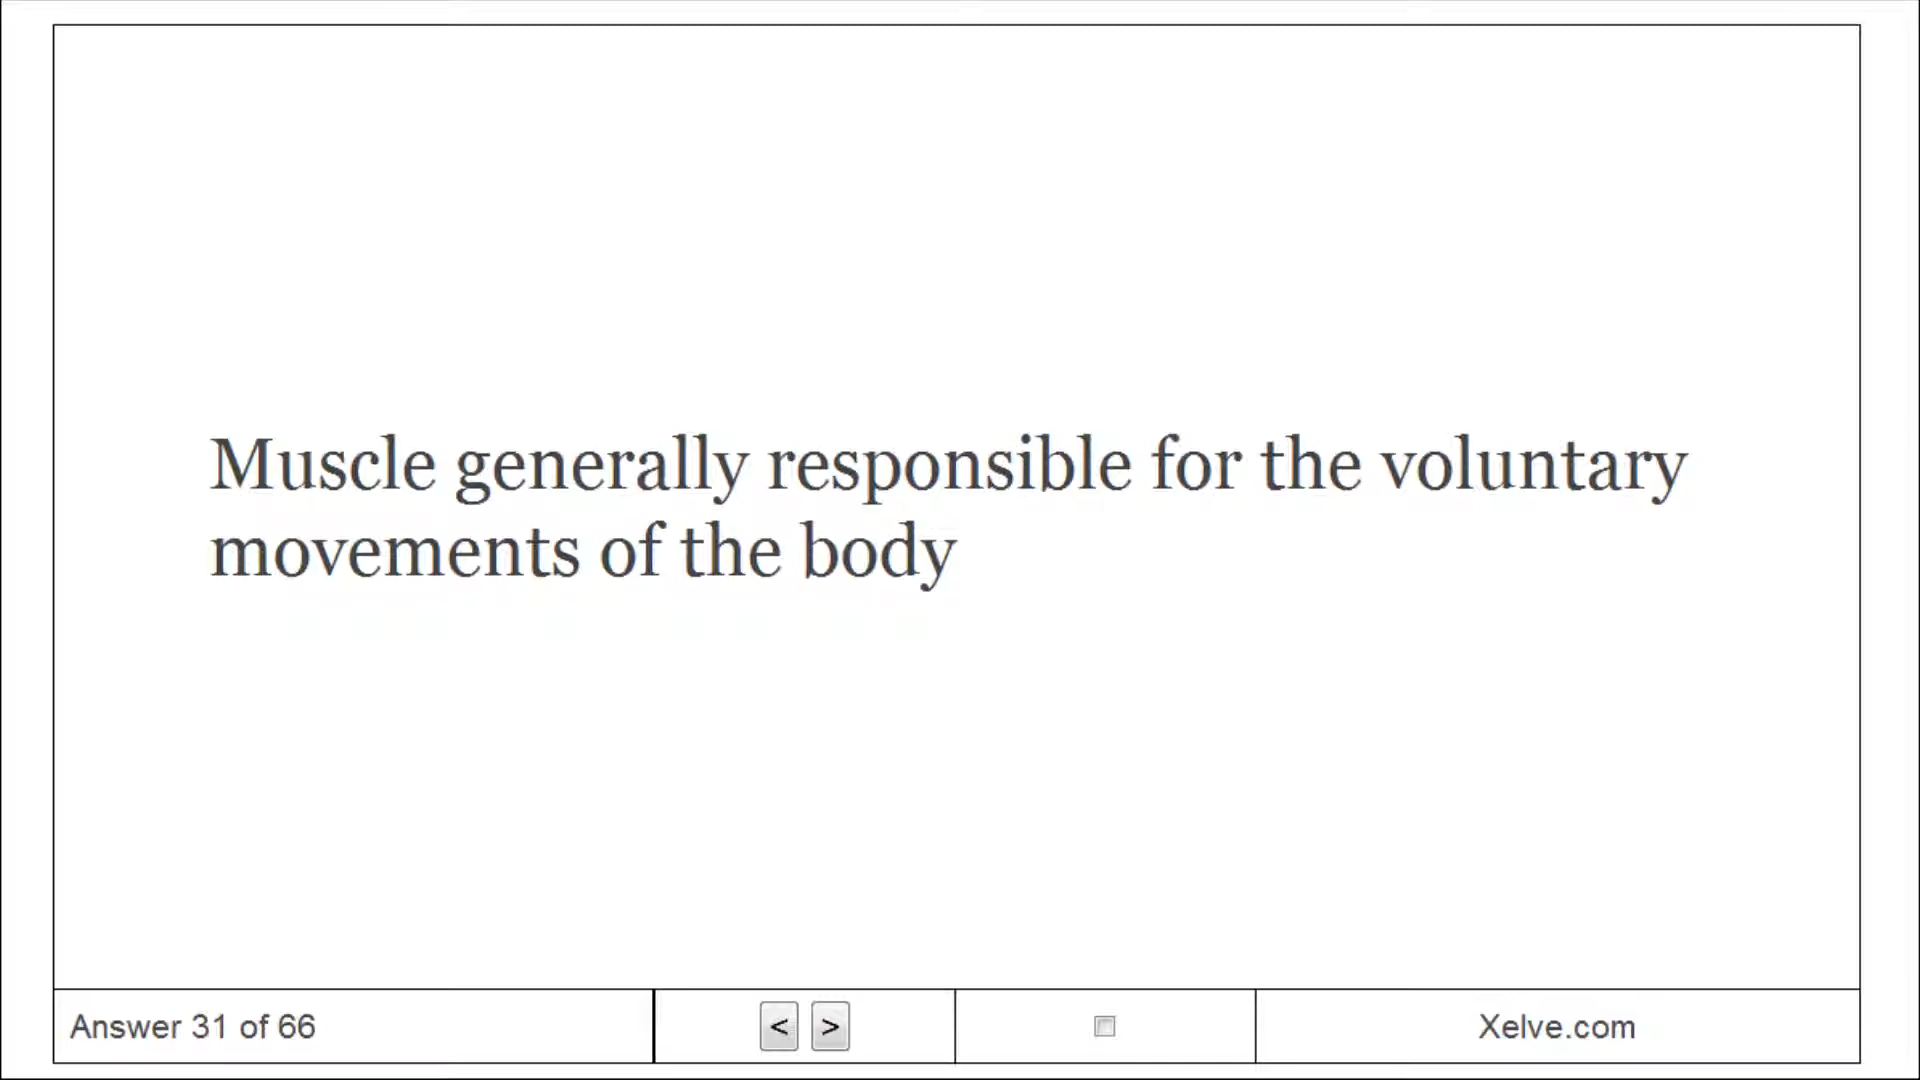 Muscle generally responsible for the voluntary
movements of the body
Answer 31 of 66
< >
Xelve.com